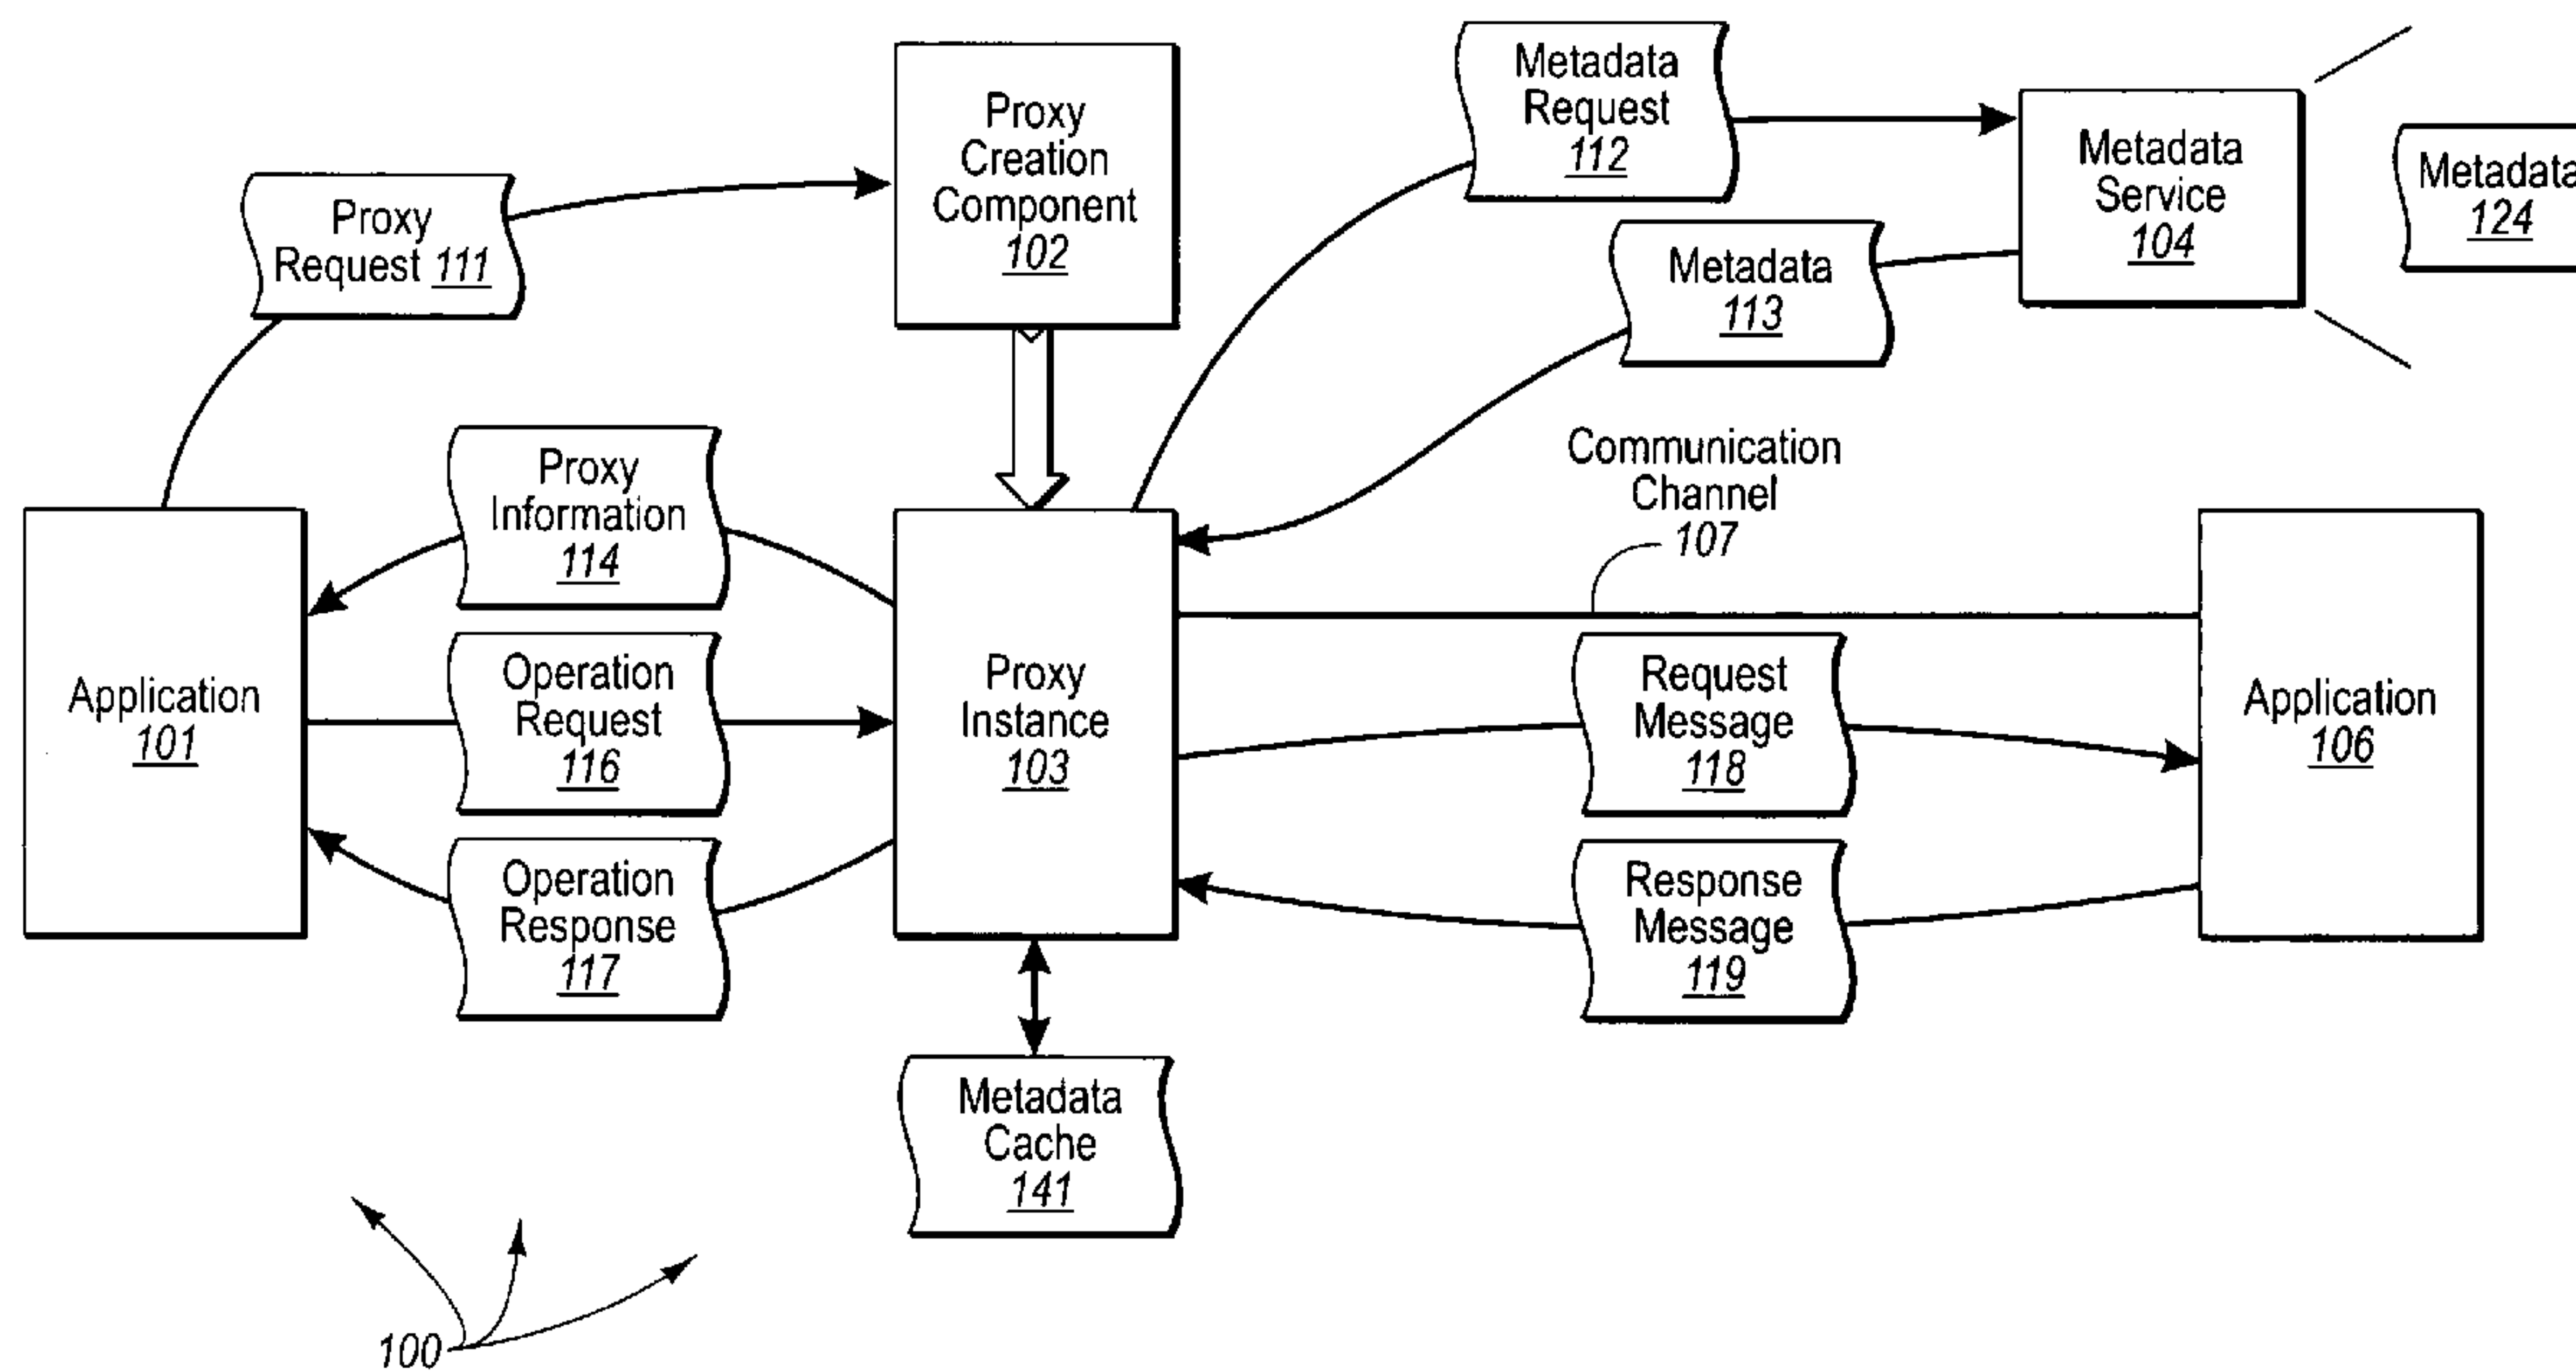 Proxy
Request 111
Proxy
Creation
Component
102
Metadata
Request
112
Metadata
Service
104
Metadata
124
Metadata
113
Communication
Channel
107
Proxy
Information
114
Application
101
Operation
Request
116
Proxy
Instance
103
Request
Message
118
Application
106
Operation
Response
117
Response
Message
119
Metadata
Cache
141
100